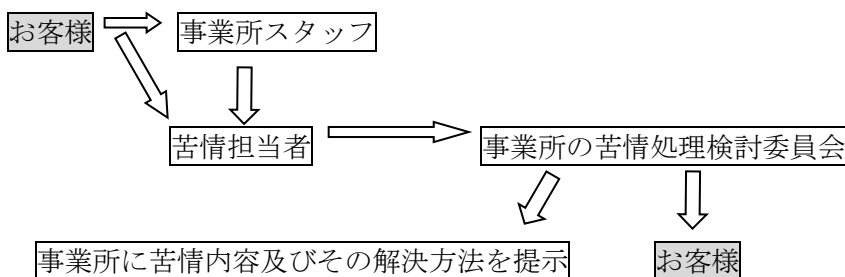 お客様 事業所スタッフ
苦情担当者 事業所の苦情処理検討委員会
事業所に苦情内容及びその解決方法を提示 お客様